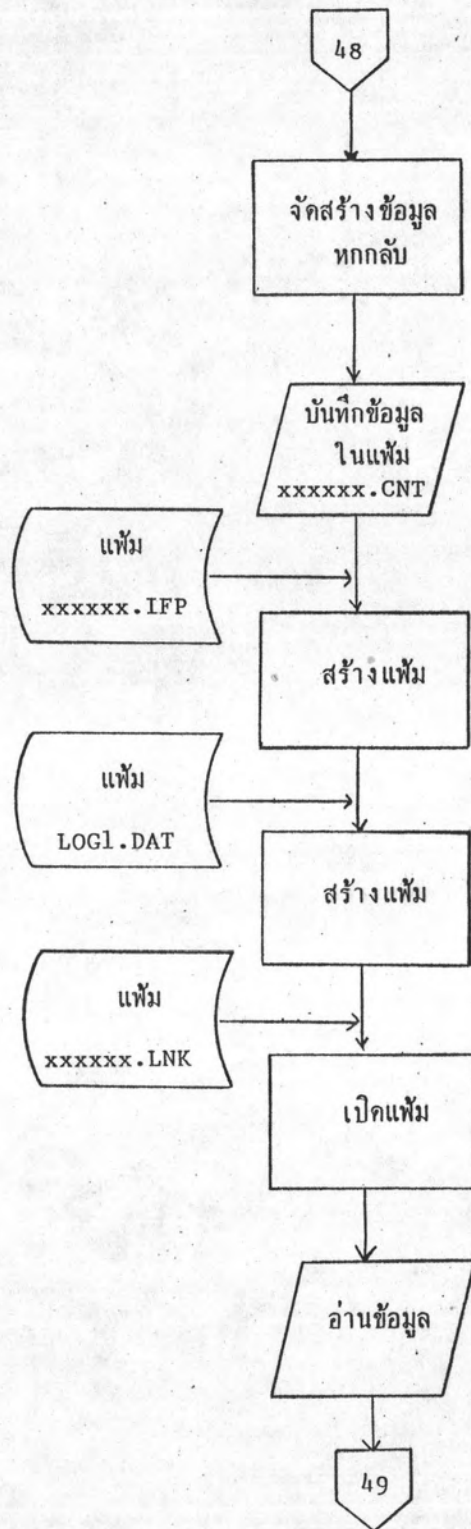 48
จัดสร้างข้อมูล
หกกลับ
บันทึกข้อมูล
ในแฟ้ม
xxxxxx.CNT
แฟ้ม
xxxxxx.IFP
สร้างแฟ้ม
แฟ้ม
LOG1.DAT
สร้างแฟ้ม
แฟ้ม
xxxxxx.LNK
เปิดแฟ้ม
อ่านข้อมูล
49